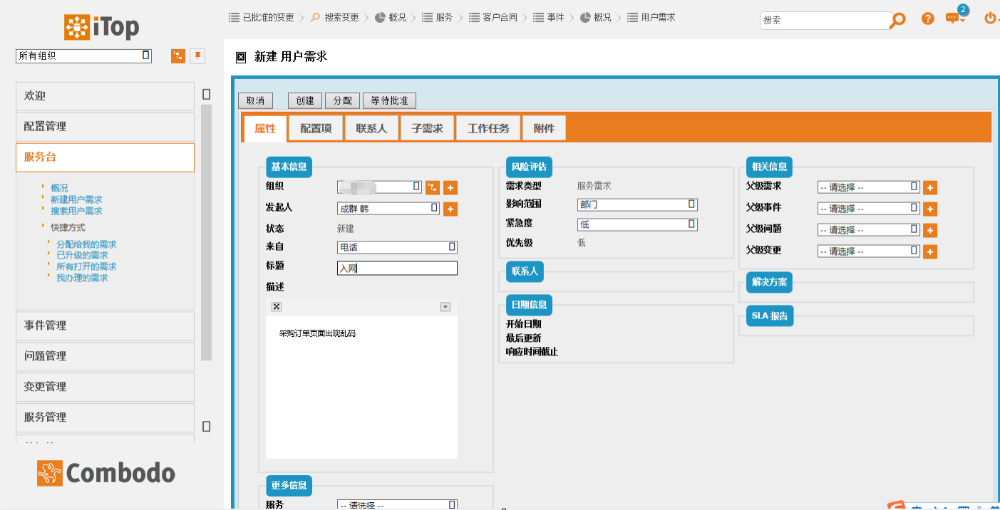 iTop
已批准的变更 搜索变更 概况 服务 客户合同 事件 概况 用户需求
搜索
2
所有组织
新建 用户需求
欢迎
配置管理
服务台
概况
新建用户需求
搜索用户需求
快捷方式
分配给我的需求
已升级的需求
所有打开的需求
我办理的需求
事件管理
问题管理
变更管理
服务管理
Combodo
取消 创建 分配 等待批准
属性 配置项 联系人 子需求 工作任务 附件
基本信息
组织
发起人 成群 韩
状态 新建
来自 电话
标题 入网
描述
采购订单页面出现乱码
更多信息
服务 -- 请选择 --
风险评估
需求类型 服务需求
影响范围 部门
紧急度 低
优先级 低
联系人
日期信息
开始日期
最后更新
响应时间截止
相关信息
父级需求 -- 请选择 --
父级事件 -- 请选择 --
父级问题 -- 请选择 --
父级变更 -- 请选择 --
解决方案
SLA 报告